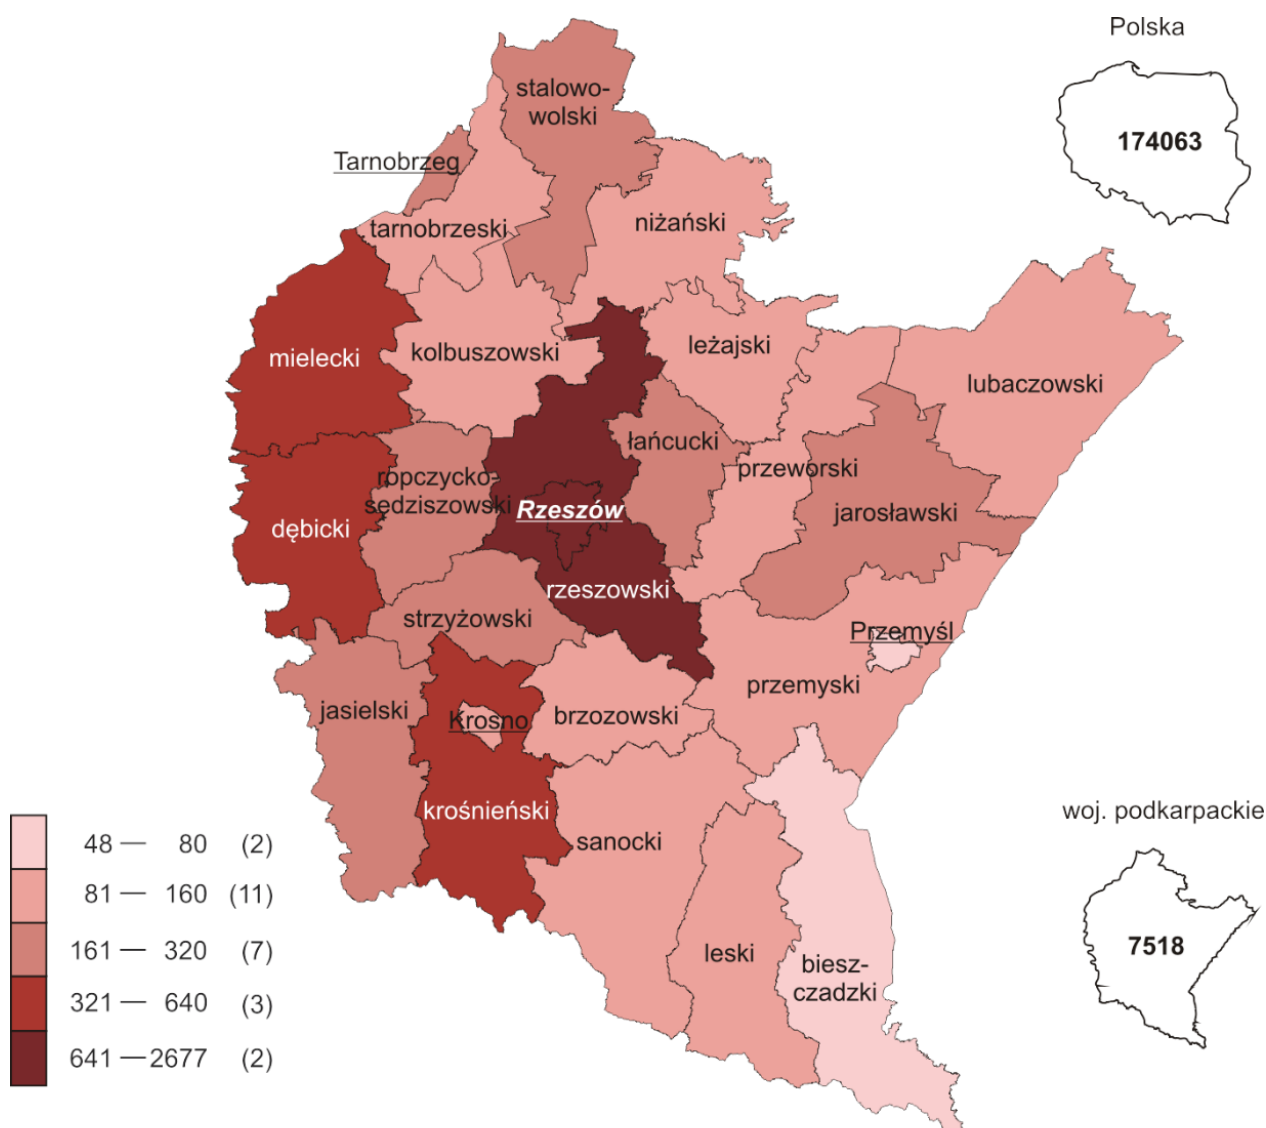 Polska
174063
stalowo-
wolski
Tarnobrzeg
tarnobrzeski
niżański
mielecki
kolbuszowski
leżajski
lubaczowski
łańcucki
przeworski
ropczycko-
sędziszowski
Rzeszów
jarosławski
dębicki
rzeszowski
strzyżowski
Przemyśl
przemyski
jasielski
Krosno
brzozowski
krośnieński
sanocki
leski
biesz-
czadzki
48 — 80 (2)
81 — 160 (11)
161 — 320 (7)
321 — 640 (3)
641 — 2677 (2)
woj. podkarpackie
7518